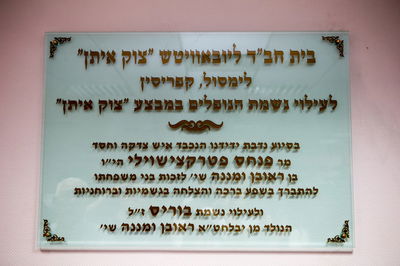 בית חב"ד ליובאוויטש "צוק איתן"
לימסול, קפריסין
לעילוי נשמת הנופלים במבצע "צוק איתן"
בסיוע נדבת ידידנו הנכבד איש צדקה וחסד
מר פנחס פטרקצישוילי הי"ו
בן ראובן ומננה שי' לזכות בני משפחתו
להתברך בשפע ברכה והצלחה בגשמיות וברוחניות
ולעילוי נשמת בוריס ז"ל
הנולד מן יבלחט"א ראובן ומננה שי'